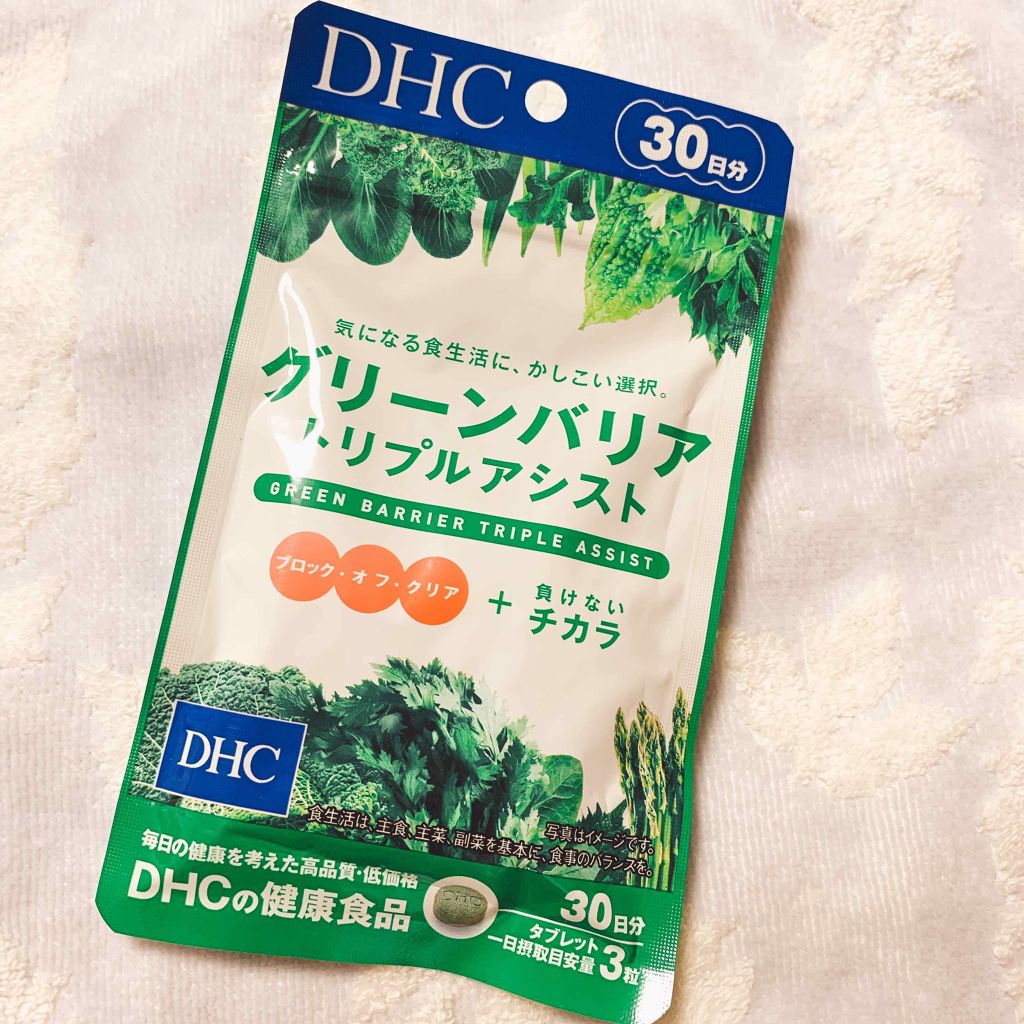 DHC
30日分
気になる食生活に、かしこい選択。
グリーンバリア
トリプルアシスト
GREEN BARRIER TRIPLE ASSIST
ブロック・オフ・クリア
+
負けない
チカラ
DHC
写真はイメージです。
食生活は、主食、主菜、副菜を基本に、食事のバランスを。
毎日の健康を考えた高品質・低価格
DHCの健康食品
DHC
30日分
タブレット
一日摂取目安量 3粒